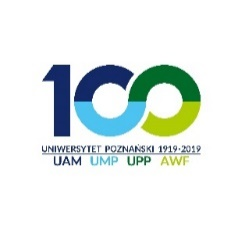 100
UNIWERSYTET POZNAŃSKI 1919-2019
UAM UMP UPP AWF